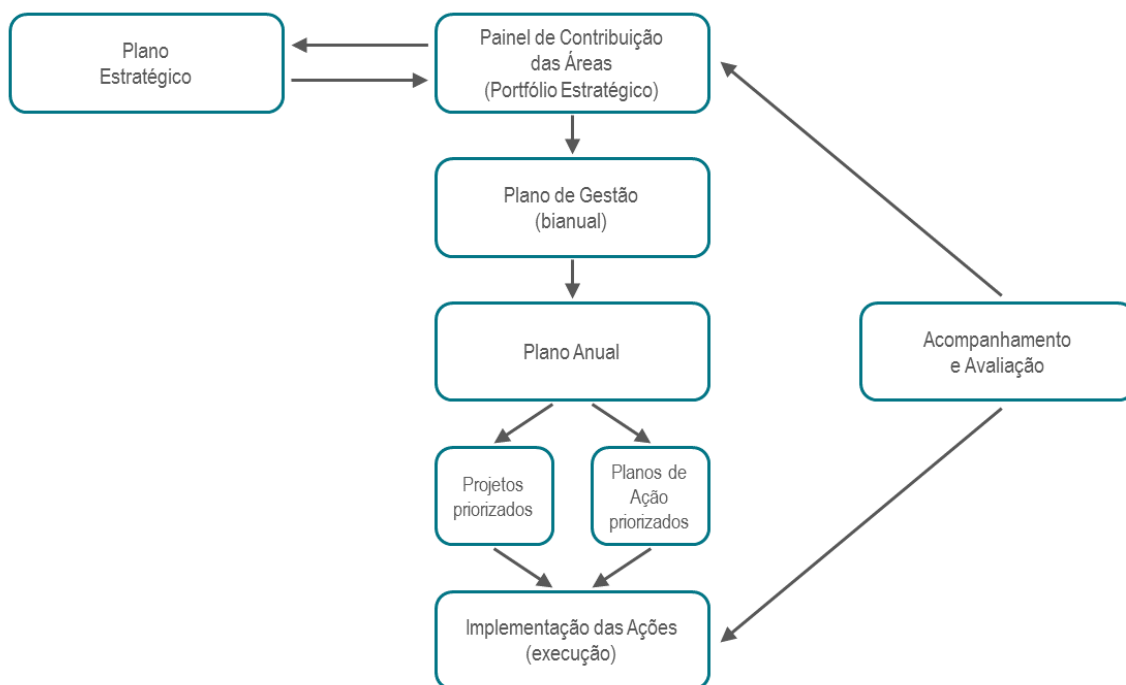 Plano
Estratégico
Painel de Contribuição
das Áreas
(Portfólio Estratégico)
Plano de Gestão
(bianual)
Plano Anual
Acompanhamento
e Avaliação
Projetos
priorizados
Planos de
Ação
priorizados
Implementação das Ações
(execução)